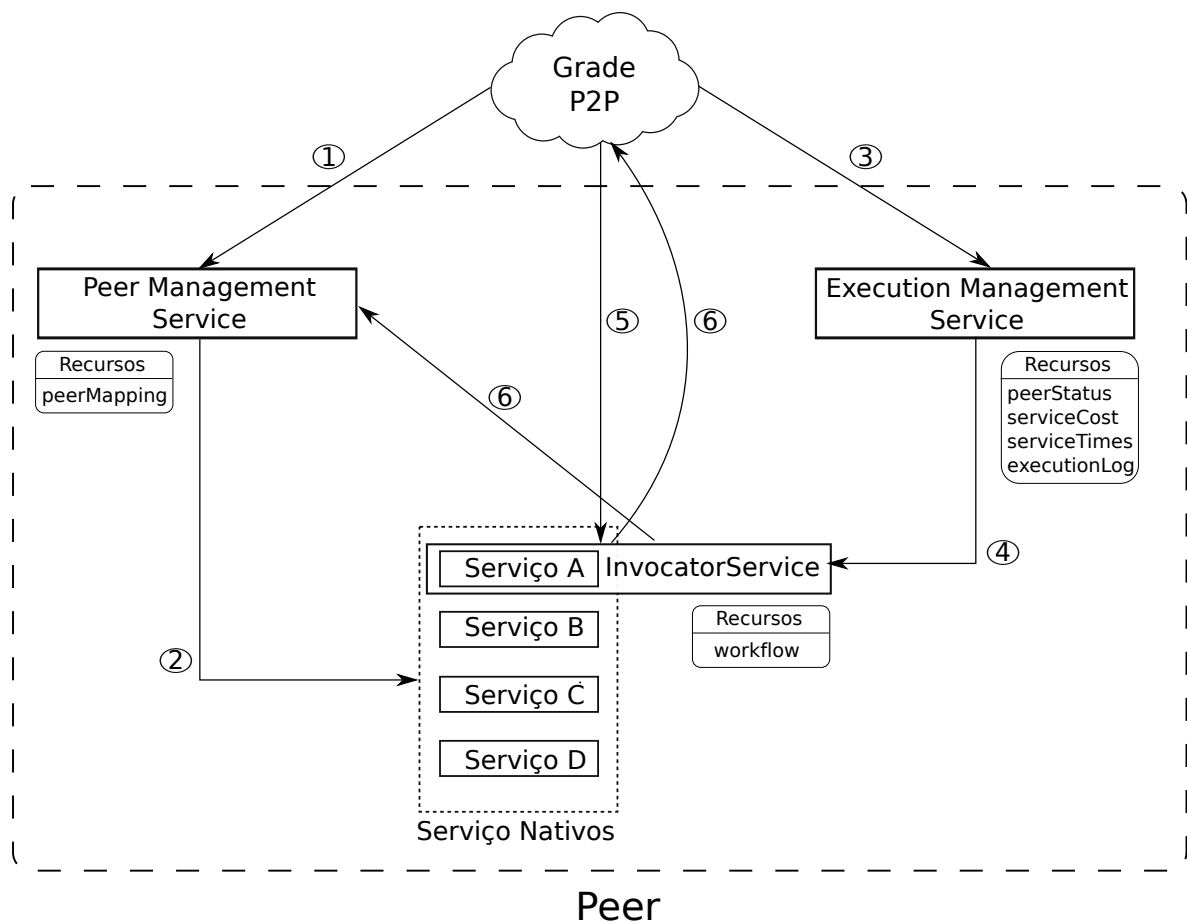 Grade
P2P
1
3
Peer Management
Service
Execution Management
Service
Recursos
peerMapping
5
6
Recursos
peerStatus
serviceCost
serviceTimes
executionLog
6
4
Serviço A
InvocatorService
Serviço B
Recursos
workflow
2
Serviço C
Serviço D
Serviço Nativos
Peer